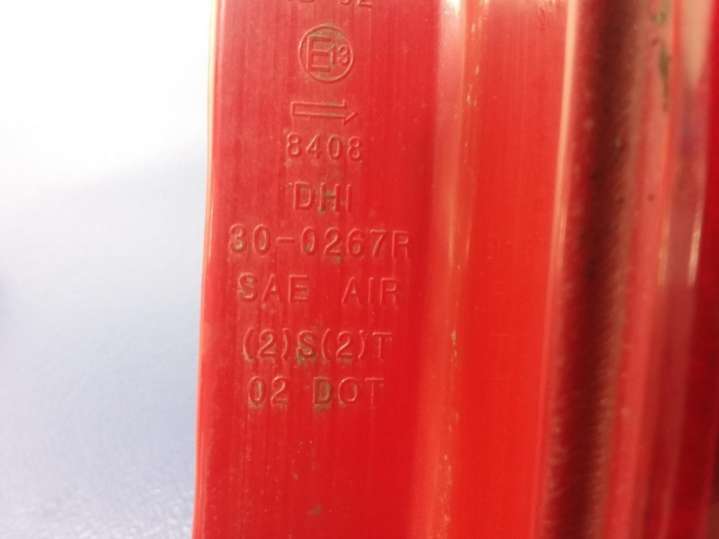 E13
8408
DHI
30-0267R
SAE AIR
(2)S(2)T
02 DOT